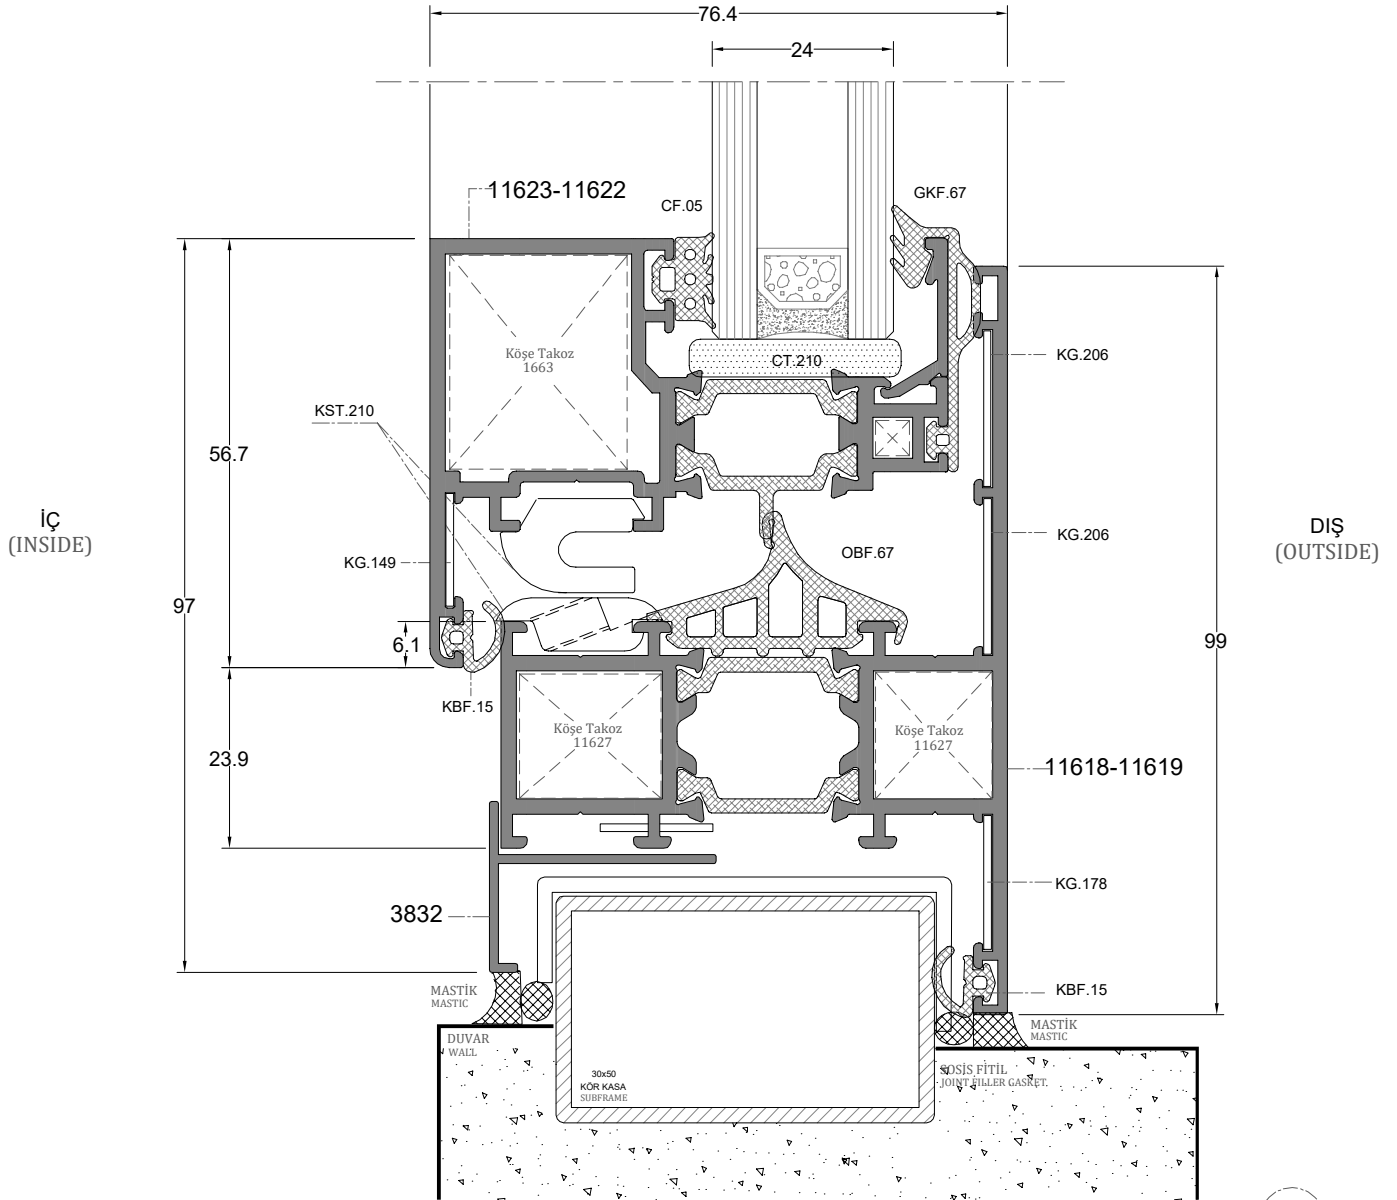 76.4
24
11623-11622
CF.05
GKF.67
Köşe Takoz
1663
CT.210
KG.206
KST.210
56.7
İÇ
(INSIDE)
KG.149
OBF.67
KG.206
DIŞ
(OUTSIDE)
97
6.1
99
KBF.15
Köşe Takoz
11627
Köşe Takoz
11627
23.9
11618-11619
3832
KG.178
MASTİK
MASTIC
KBF.15
MASTİK
MASTIC
DUVAR
WALL
SOSİS FİTİL
JOINT FILLER GASKET.
30x50
KÖR KASA
SUBFRAME